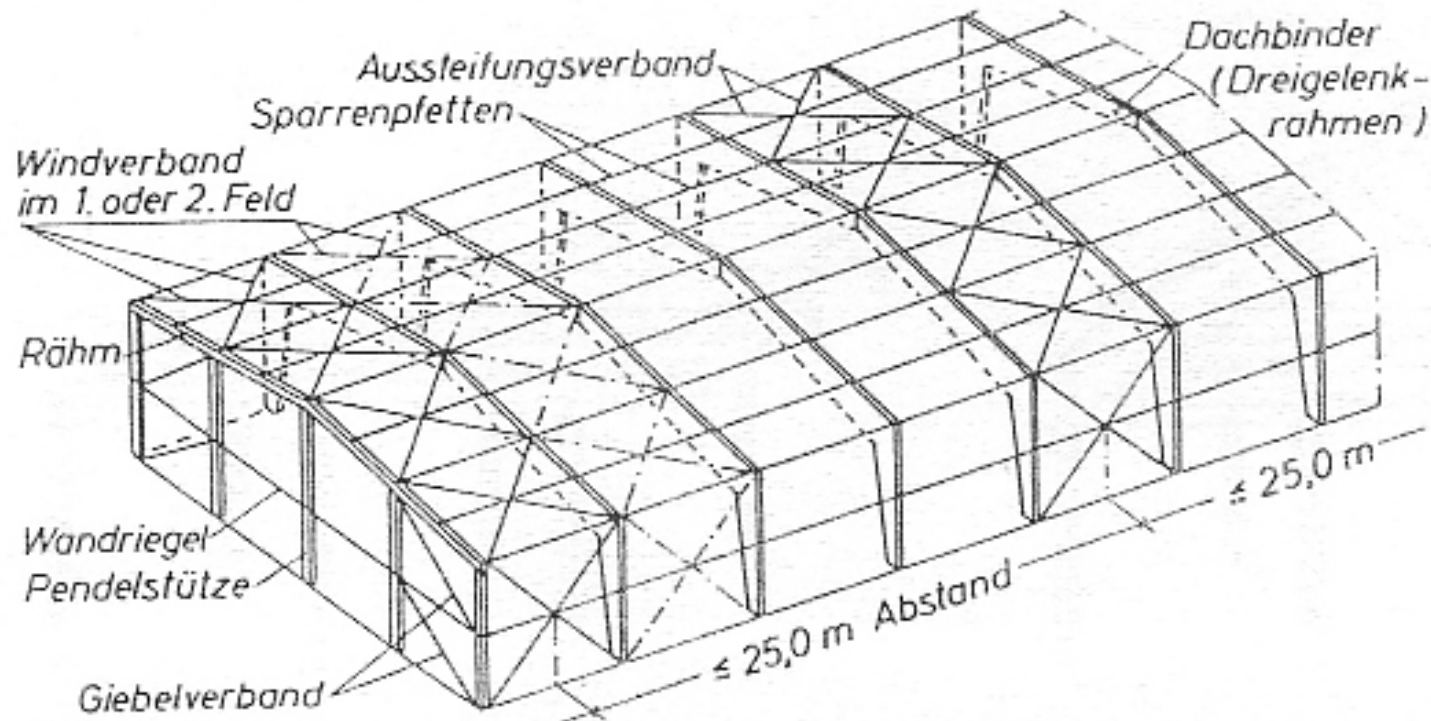 Aussteifungsverband
Sparrenpfetten
Dachbinder
(Dreigelenk-
rahmen)
Windverband
im 1. oder 2. Feld
Rähm
Wandriegel
Pendelstütze
Giebelverband
≤ 25,0 m Abstand
≤ 25,0 m